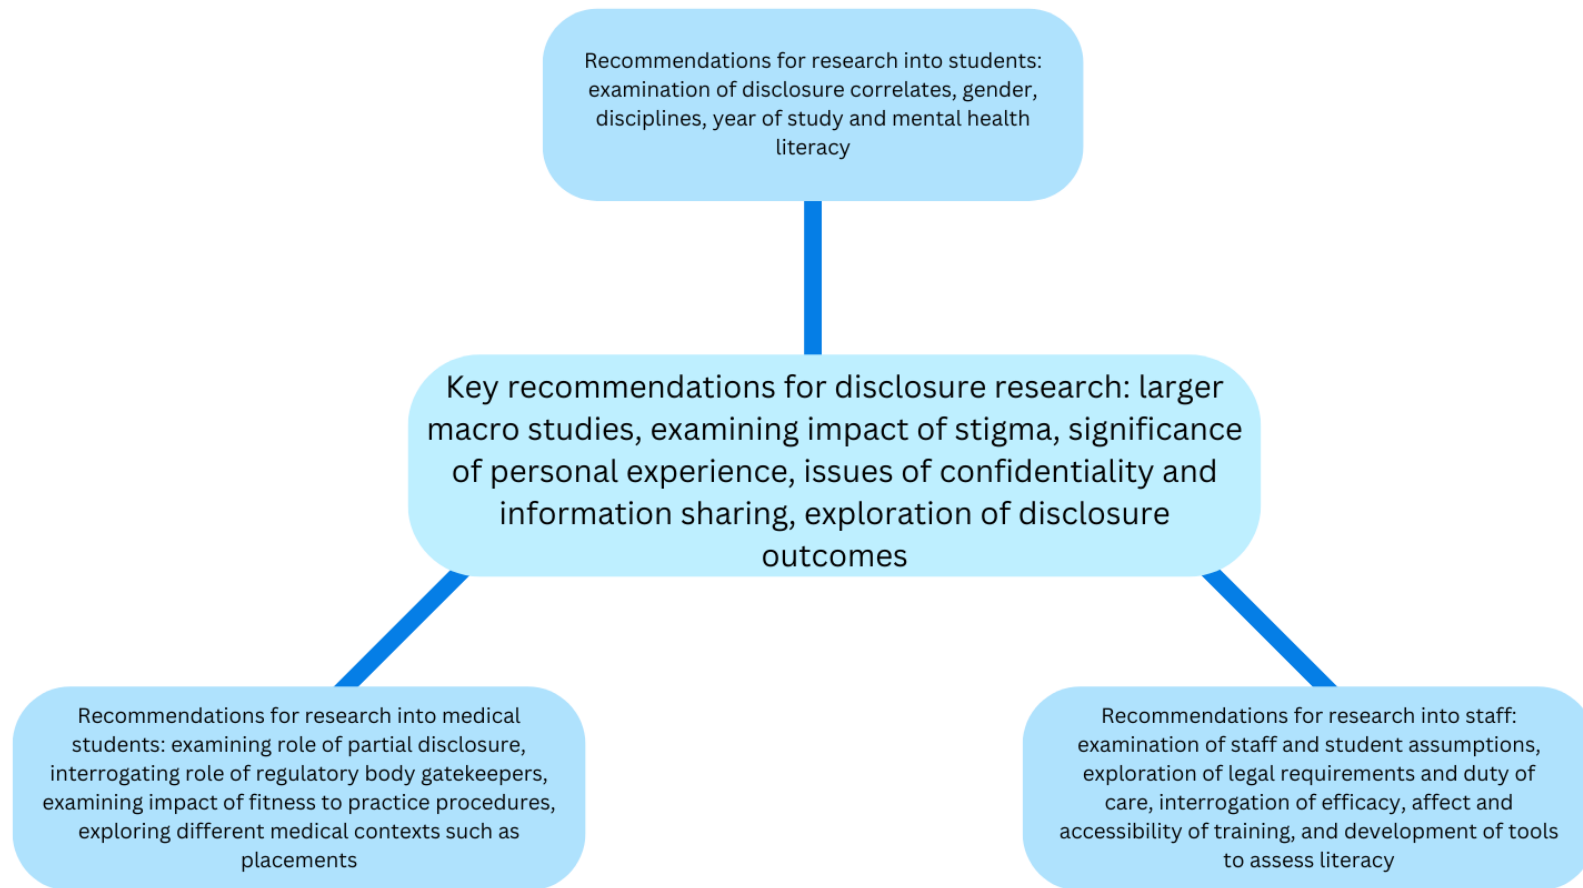 Recommendations for research into students:
examination of disclosure correlates, gender,
disciplines, year of study and mental health
literacy
Key recommendations for disclosure research: larger
macro studies, examining impact of stigma, significance
of personal experience, issues of confidentiality and
information sharing, exploration of disclosure
outcomes
Recommendations for research into medical
students: examining role of partial disclosure,
interrogating role of regulatory body gatekeepers,
examining impact of fitness to practice procedures,
exploring different medical contexts such as
placements
Recommendations for research into staff:
examination of staff and student assumptions,
exploration of legal requirements and duty of
care, interrogation of efficacy, affect and
accessibility of training, and development of tools
to assess literacy